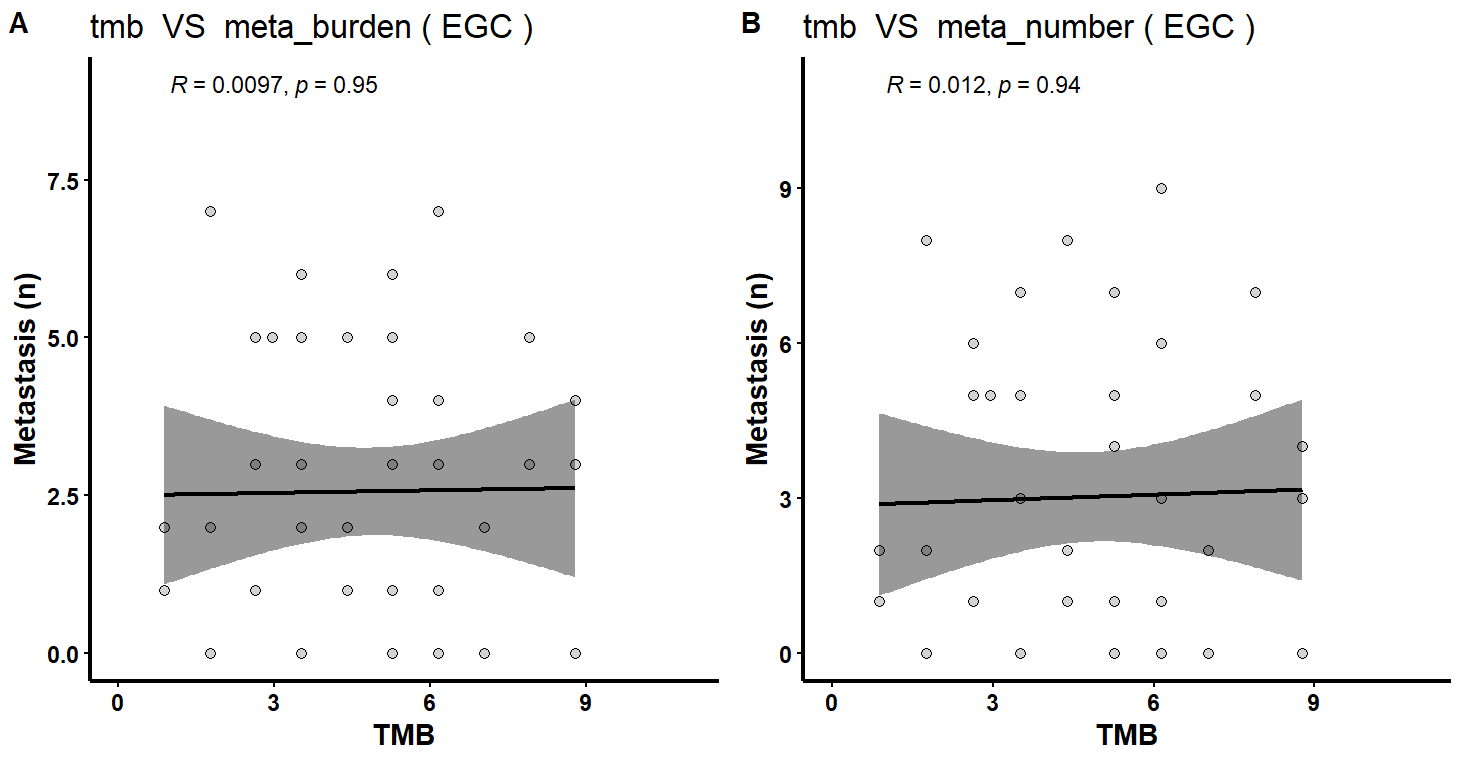 A
tmb VS meta_burden ( EGC )
R = 0.0097, p = 0.95
7.5
5.0
2.5
0.0
Metastasis (n)
0 3 6 9
TMB
B
tmb VS meta_number ( EGC )
R = 0.012, p = 0.94
9
6
3
0
Metastasis (n)
0 3 6 9
TMB